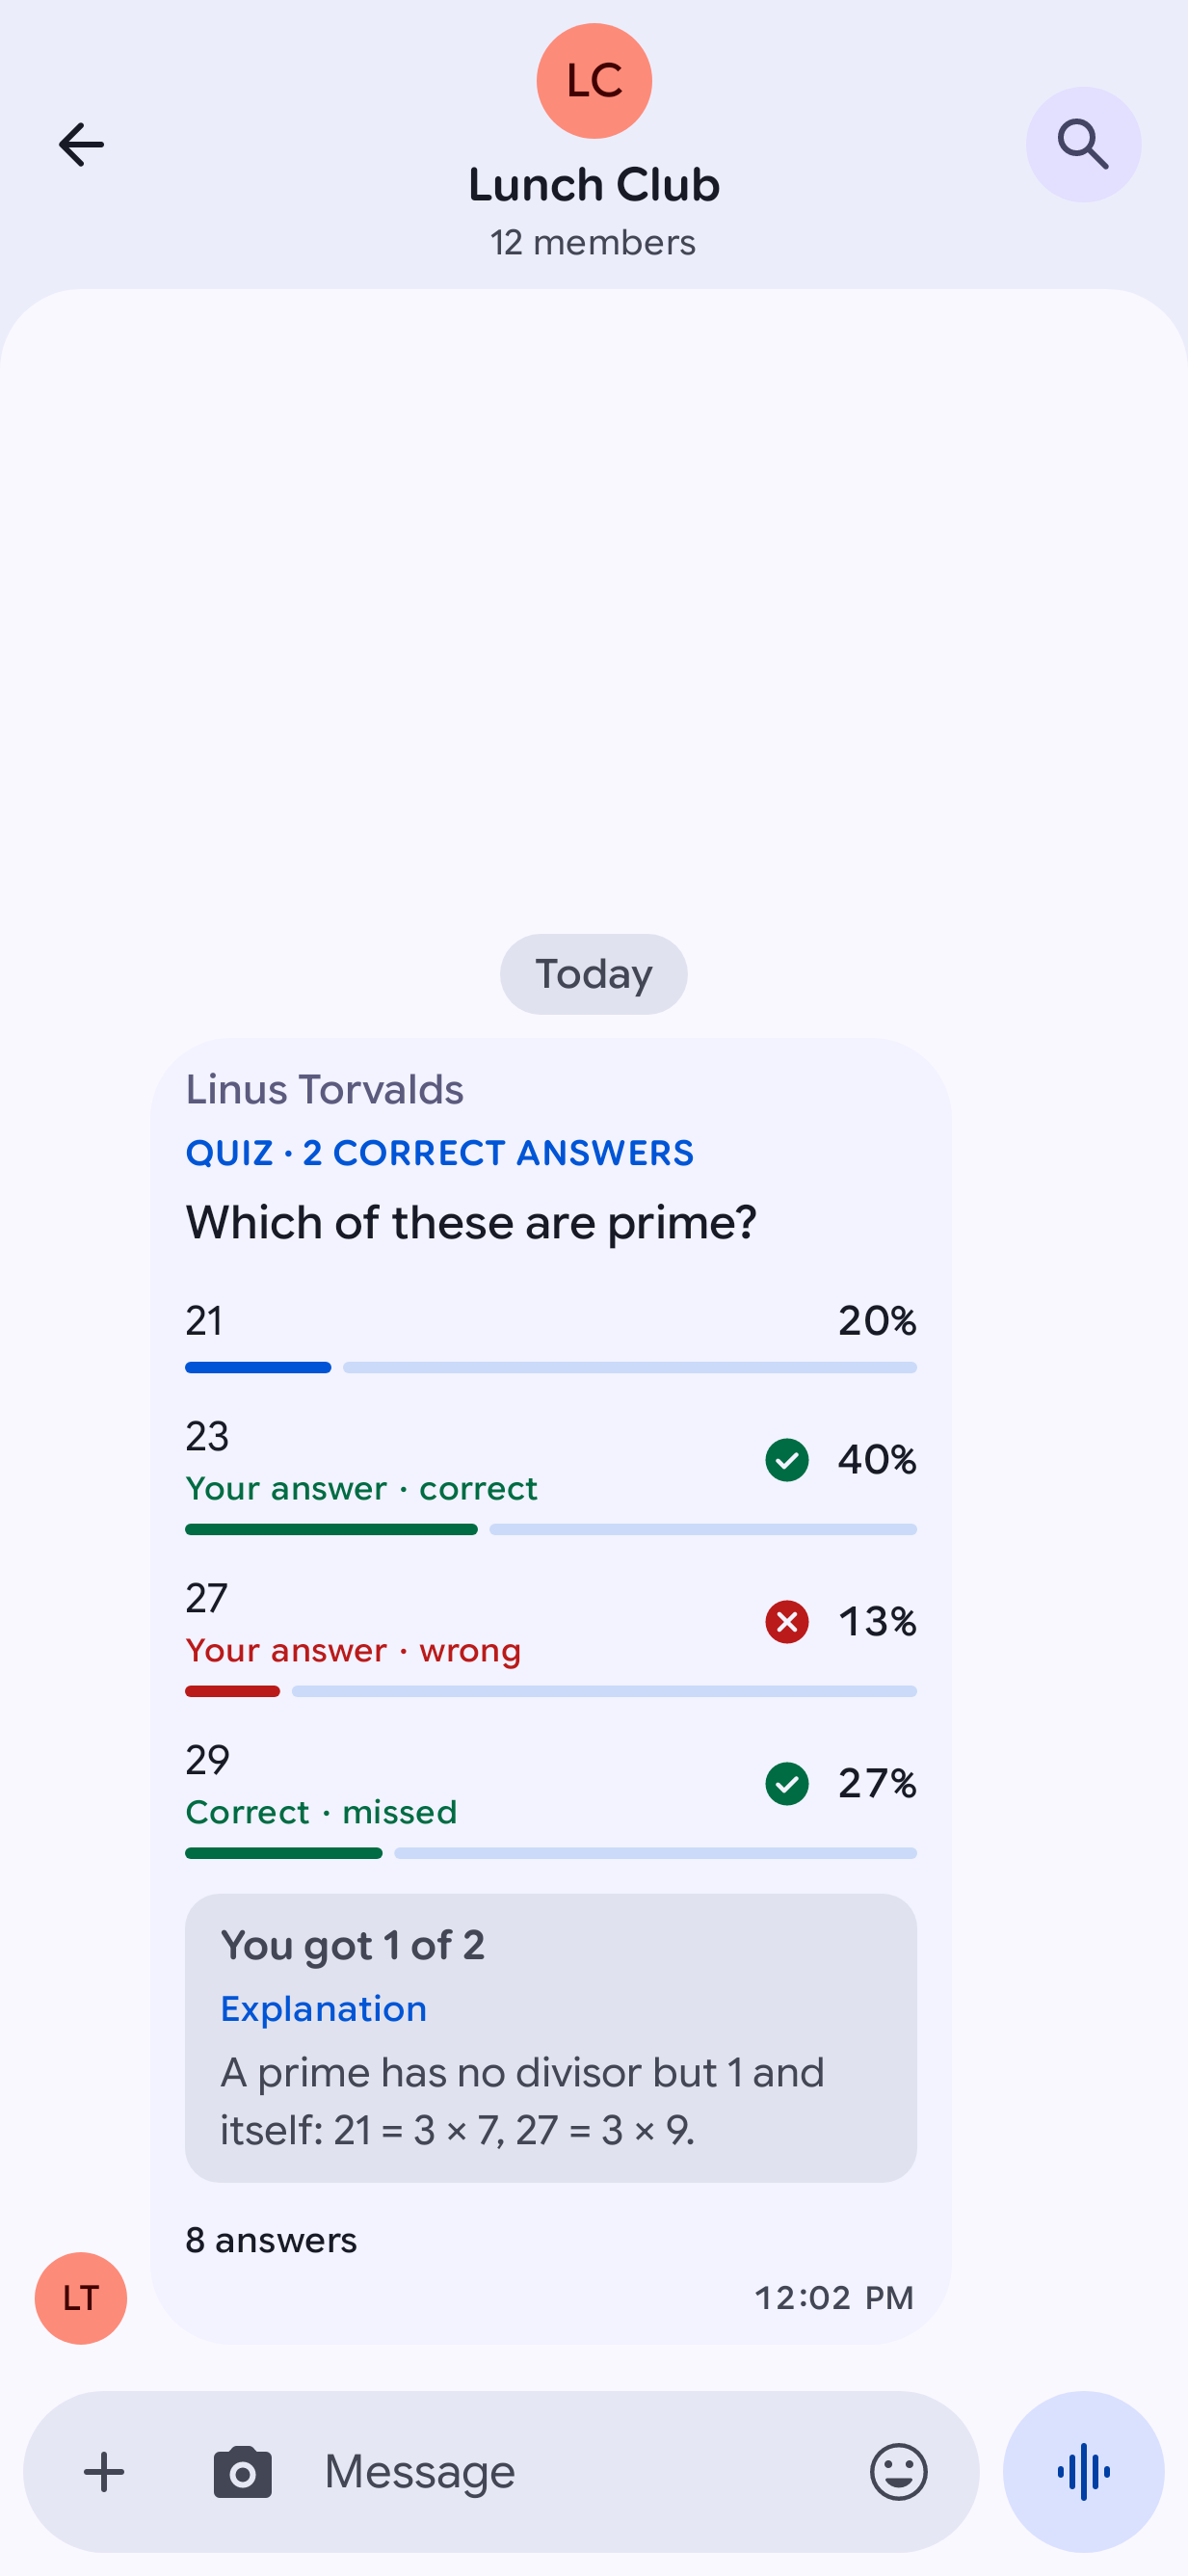 LC
Lunch Club
12 members
Today
Linus Torvalds
QUIZ · 2 CORRECT ANSWERS
Which of these are prime?
21 20%
23 40%
Your answer · correct
27 13%
Your answer · wrong
29 27%
Correct · missed
You got 1 of 2
Explanation
A prime has no divisor but 1 and
itself: 21 = 3 × 7, 27 = 3 × 9.
8 answers
LT
12:02 PM
Message